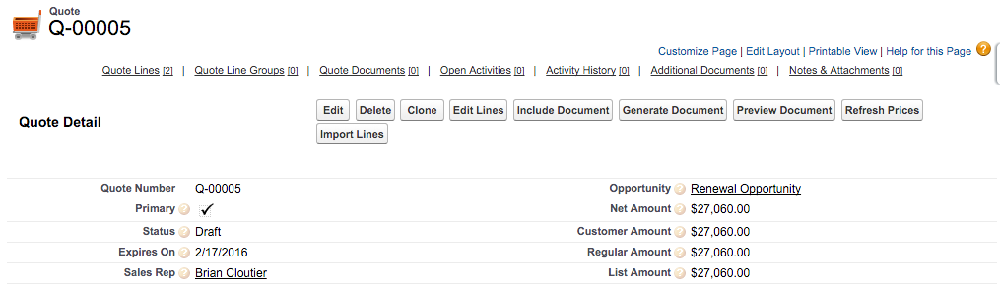 Quote
Q-00005
Customize Page | Edit Layout | Printable View | Help for this Page ?
Quote Lines [2] | Quote Line Groups [0] | Quote Documents [0] | Open Activities [0] | Activity History [0] | Additional Documents [0] | Notes & Attachments [0]
Quote Detail
Edit Delete Clone Edit Lines Include Document Generate Document Preview Document Refresh Prices
Import Lines
Quote Number Q-00005 Opportunity ? Renewal Opportunity
Primary ? ✓ Net Amount ? $27,060.00
Status ? Draft Customer Amount ? $27,060.00
Expires On ? 2/17/2016 Regular Amount ? $27,060.00
Sales Rep ? Brian Cloutier List Amount ? $27,060.00